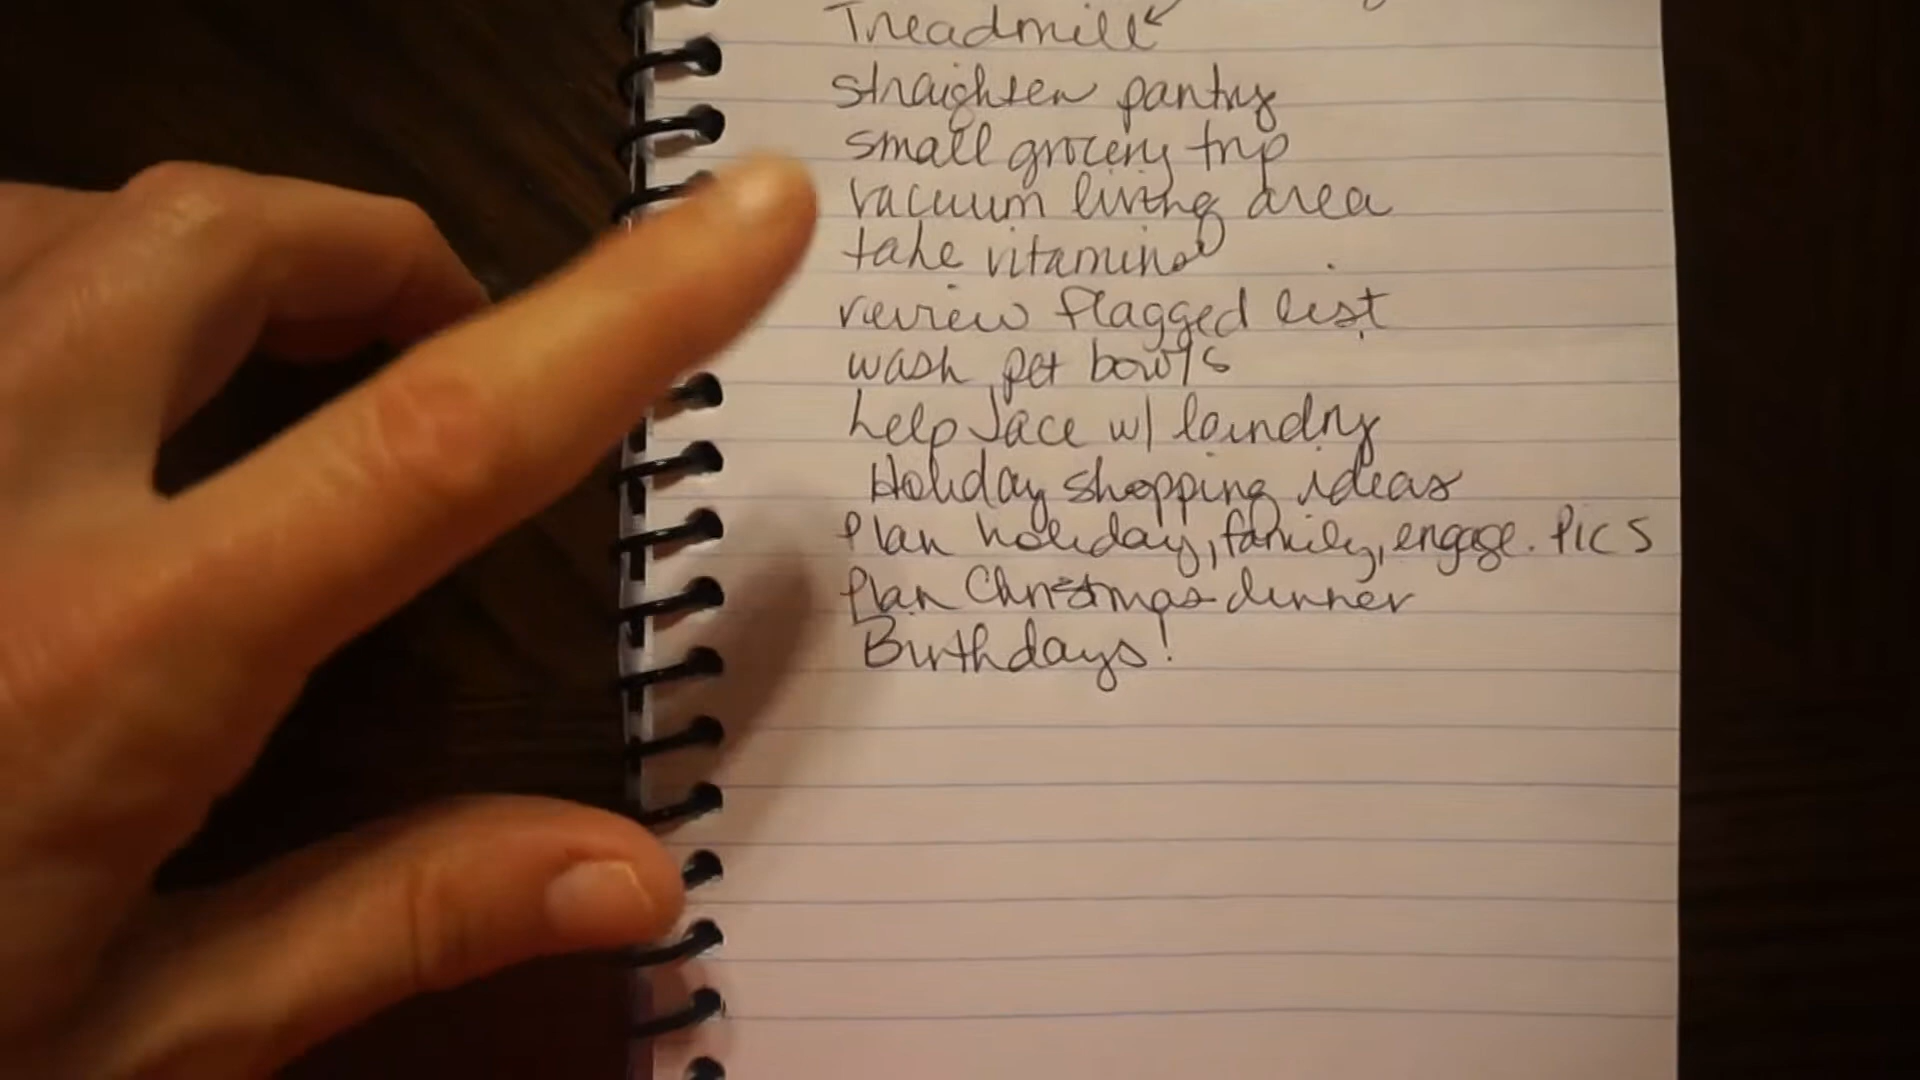 Treadmill
straighten pantry
small grocery trip
vacuum living area
take vitamins
review flagged list
wash pet bowls
help Jace w/ laundry
Holiday shopping ideas
Plan holiday, family, engage. Pics
Plan Christmas dinner
Birthdays!